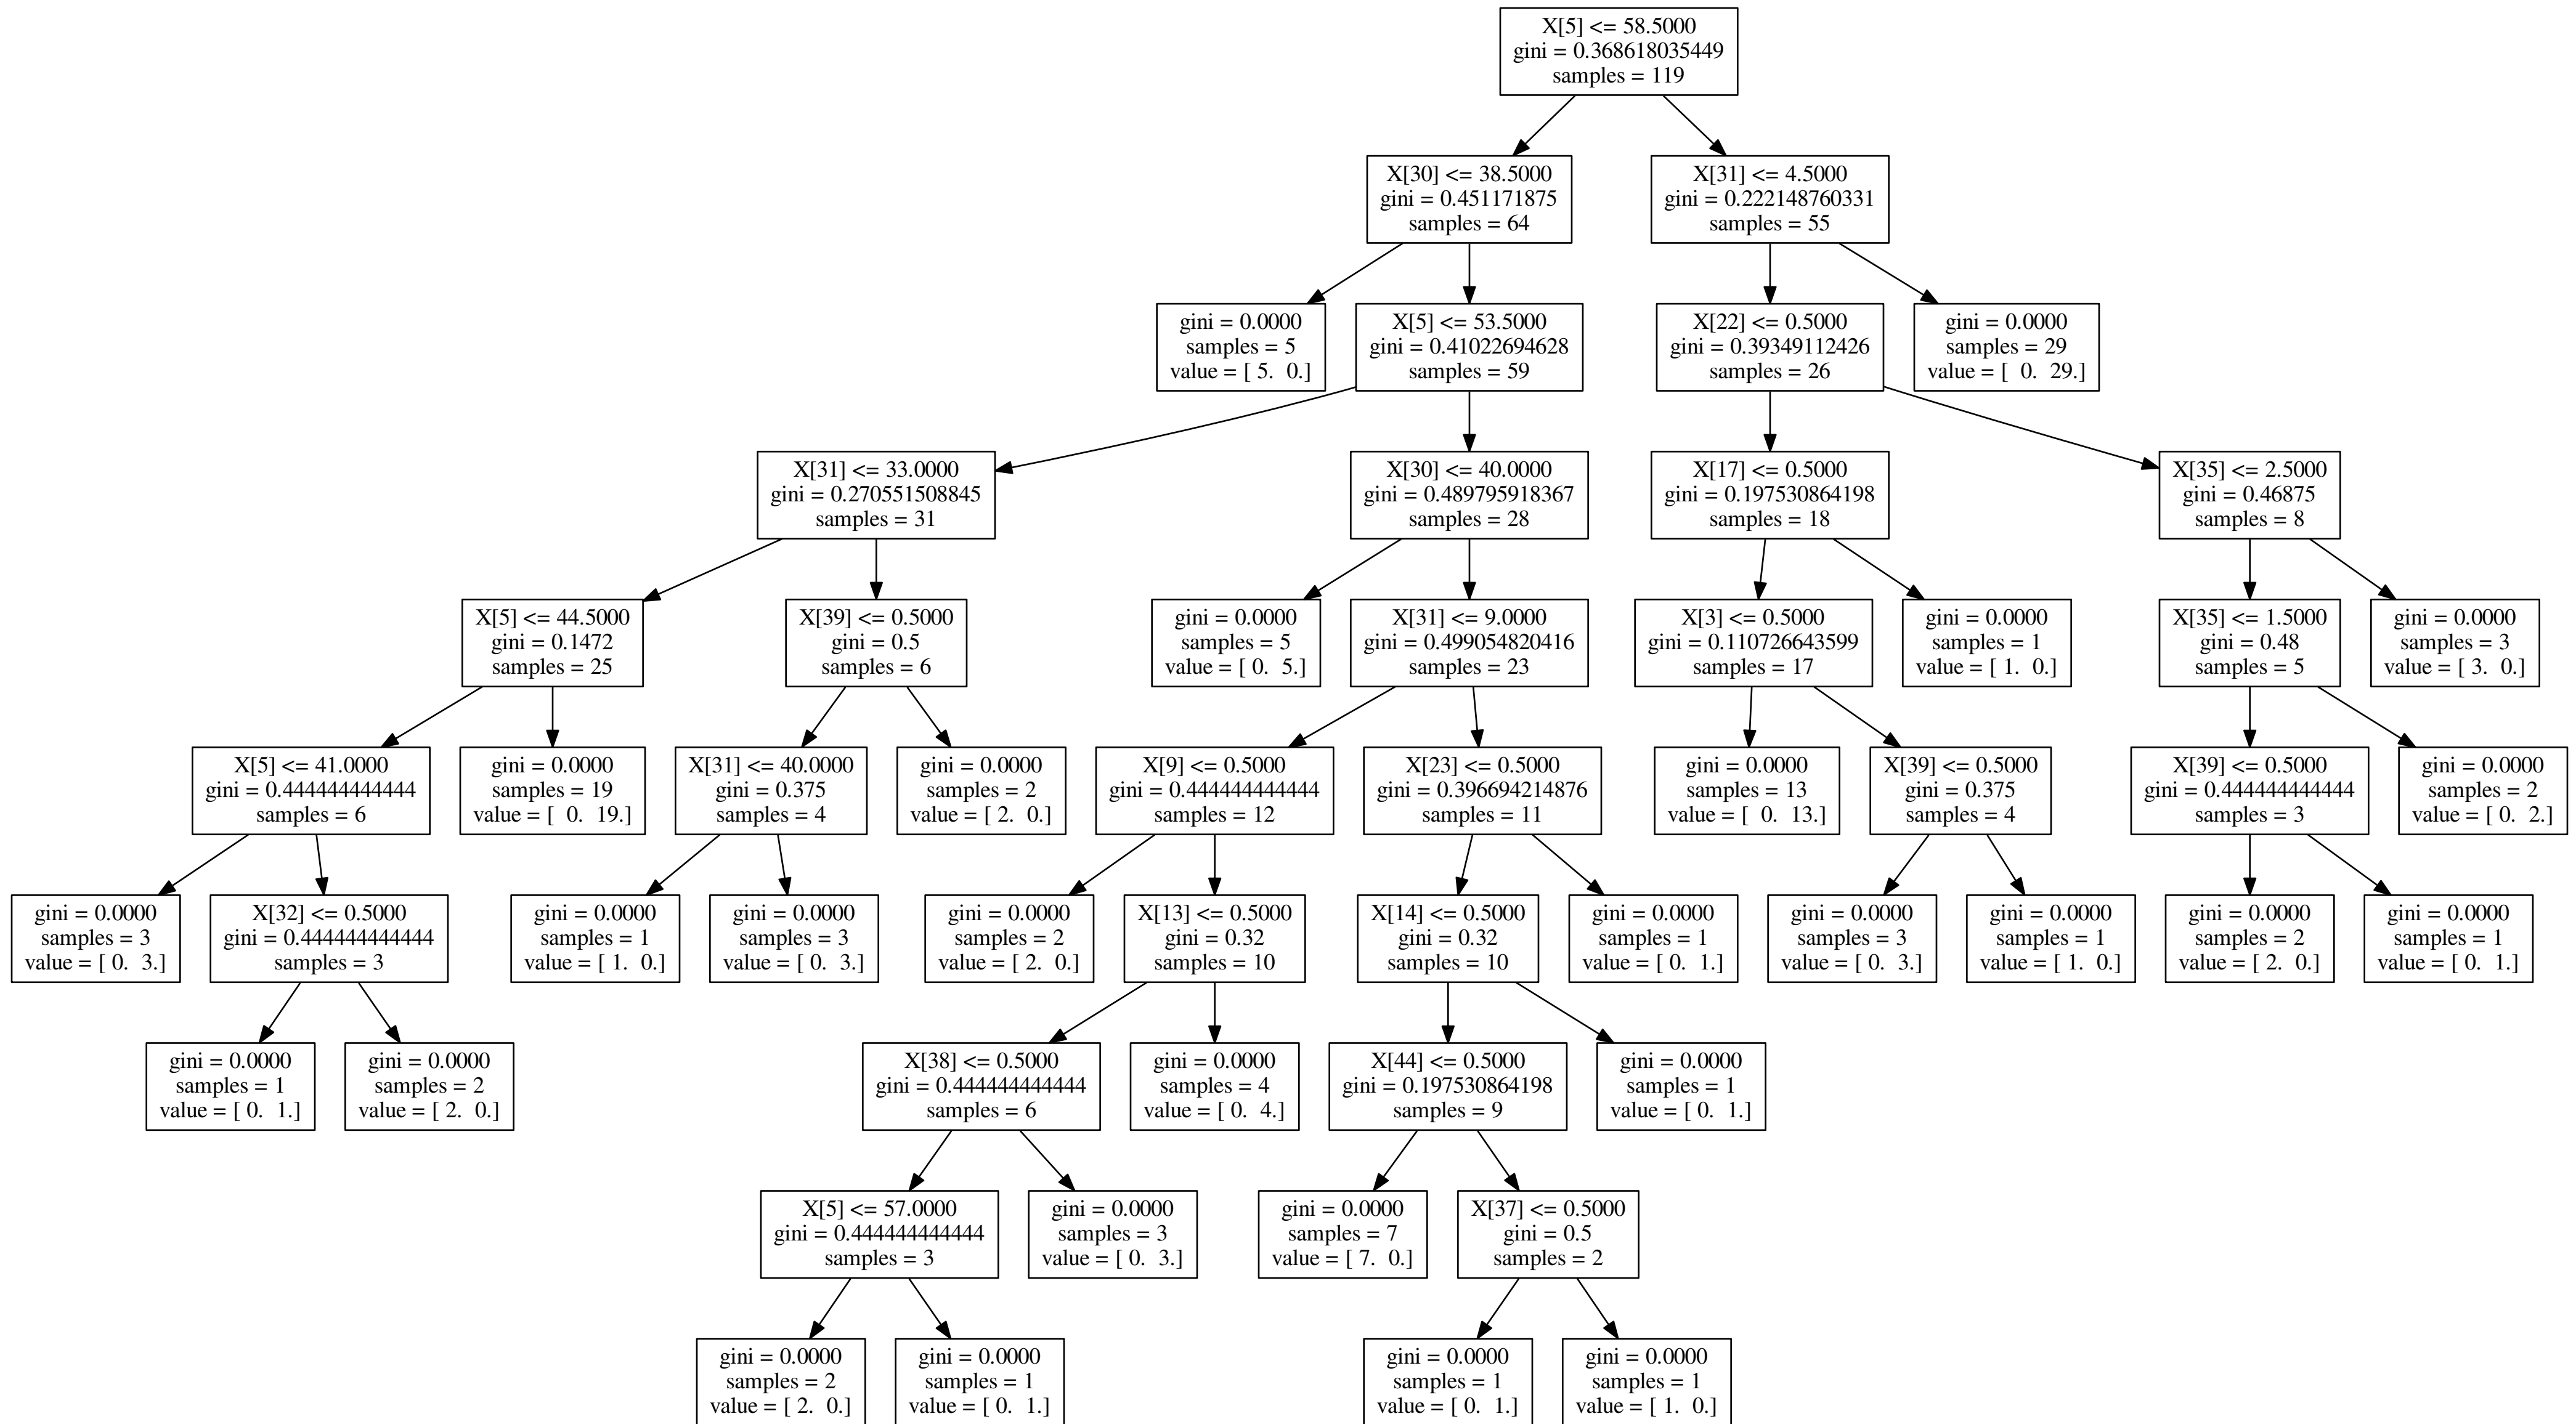 X[5] <= 58.5000
gini = 0.368618035449
samples = 119
X[30] <= 38.5000
gini = 0.451171875
samples = 64
X[31] <= 4.5000
gini = 0.222148760331
samples = 55
gini = 0.0000
samples = 5
value = [ 5.  0.]
X[5] <= 53.5000
gini = 0.41022694628
samples = 59
X[22] <= 0.5000
gini = 0.39349112426
samples = 26
gini = 0.0000
samples = 29
value = [  0.  29.]
X[31] <= 33.0000
gini = 0.270551508845
samples = 31
X[30] <= 40.0000
gini = 0.489795918367
samples = 28
X[17] <= 0.5000
gini = 0.197530864198
samples = 18
X[35] <= 2.5000
gini = 0.46875
samples = 8
X[5] <= 44.5000
gini = 0.1472
samples = 25
X[39] <= 0.5000
gini = 0.5
samples = 6
gini = 0.0000
samples = 5
value = [ 0.  5.]
X[31] <= 9.0000
gini = 0.499054820416
samples = 23
X[3] <= 0.5000
gini = 0.110726643599
samples = 17
gini = 0.0000
samples = 1
value = [ 1.  0.]
X[35] <= 1.5000
gini = 0.48
samples = 5
gini = 0.0000
samples = 3
value = [ 3.  0.]
X[5] <= 41.0000
gini = 0.444444444444
samples = 6
gini = 0.0000
samples = 19
value = [  0.  19.]
X[31] <= 40.0000
gini = 0.375
samples = 4
gini = 0.0000
samples = 2
value = [ 2.  0.]
X[9] <= 0.5000
gini = 0.444444444444
samples = 12
X[23] <= 0.5000
gini = 0.396694214876
samples = 11
gini = 0.0000
samples = 13
value = [  0.  13.]
X[39] <= 0.5000
gini = 0.375
samples = 4
X[39] <= 0.5000
gini = 0.444444444444
samples = 3
gini = 0.0000
samples = 2
value = [ 0.  2.]
gini = 0.0000
samples = 3
value = [ 0.  3.]
X[32] <= 0.5000
gini = 0.444444444444
samples = 3
gini = 0.0000
samples = 1
value = [ 1.  0.]
gini = 0.0000
samples = 3
value = [ 0.  3.]
gini = 0.0000
samples = 2
value = [ 2.  0.]
X[13] <= 0.5000
gini = 0.32
samples = 10
X[14] <= 0.5000
gini = 0.32
samples = 10
gini = 0.0000
samples = 1
value = [ 0.  1.]
gini = 0.0000
samples = 3
value = [ 0.  3.]
gini = 0.0000
samples = 1
value = [ 1.  0.]
gini = 0.0000
samples = 2
value = [ 2.  0.]
gini = 0.0000
samples = 1
value = [ 0.  1.]
gini = 0.0000
samples = 1
value = [ 0.  1.]
gini = 0.0000
samples = 2
value = [ 2.  0.]
X[38] <= 0.5000
gini = 0.444444444444
samples = 6
gini = 0.0000
samples = 4
value = [ 0.  4.]
X[44] <= 0.5000
gini = 0.197530864198
samples = 9
gini = 0.0000
samples = 1
value = [ 0.  1.]
X[5] <= 57.0000
gini = 0.444444444444
samples = 3
gini = 0.0000
samples = 3
value = [ 0.  3.]
gini = 0.0000
samples = 7
value = [ 7.  0.]
X[37] <= 0.5000
gini = 0.5
samples = 2
gini = 0.0000
samples = 2
value = [ 2.  0.]
gini = 0.0000
samples = 1
value = [ 0.  1.]
gini = 0.0000
samples = 1
value = [ 0.  1.]
gini = 0.0000
samples = 1
value = [ 1.  0.]